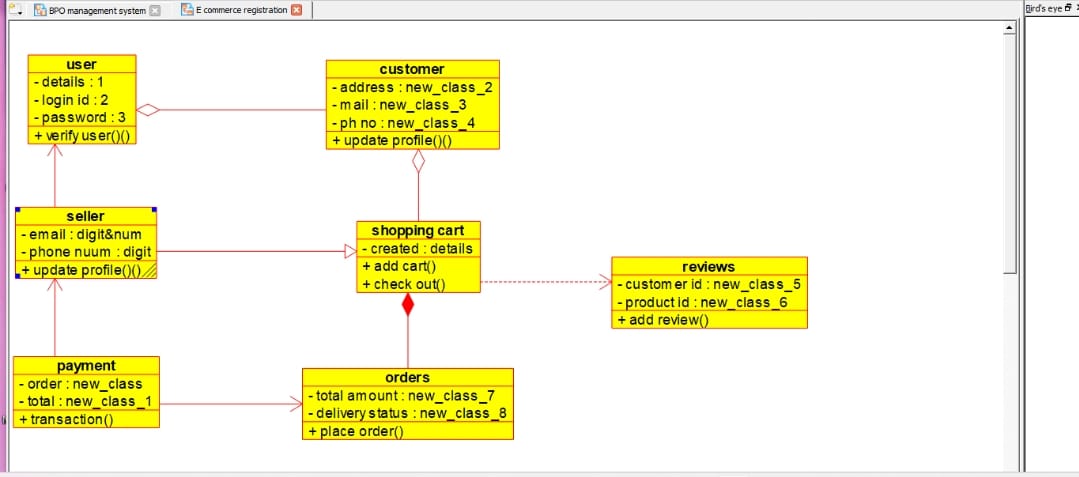 BPO management system
E commerce registration
Bird's eye
user
- details : 1
- login id : 2
- password : 3
+ verify user()()
customer
- address : new_class_2
- mail : new_class_3
- ph no : new_class_4
+ update profile()()
seller
- email : digit&num
- phone nuum : digit
+ update profile()()
shopping cart
- created : details
+ add cart()
+ check out()
reviews
- customer id : new_class_5
- product id : new_class_6
+ add review()
payment
- order : new_class
- total : new_class_1
+ transaction()
orders
- total amount : new_class_7
- delivery status : new_class_8
+ place order()